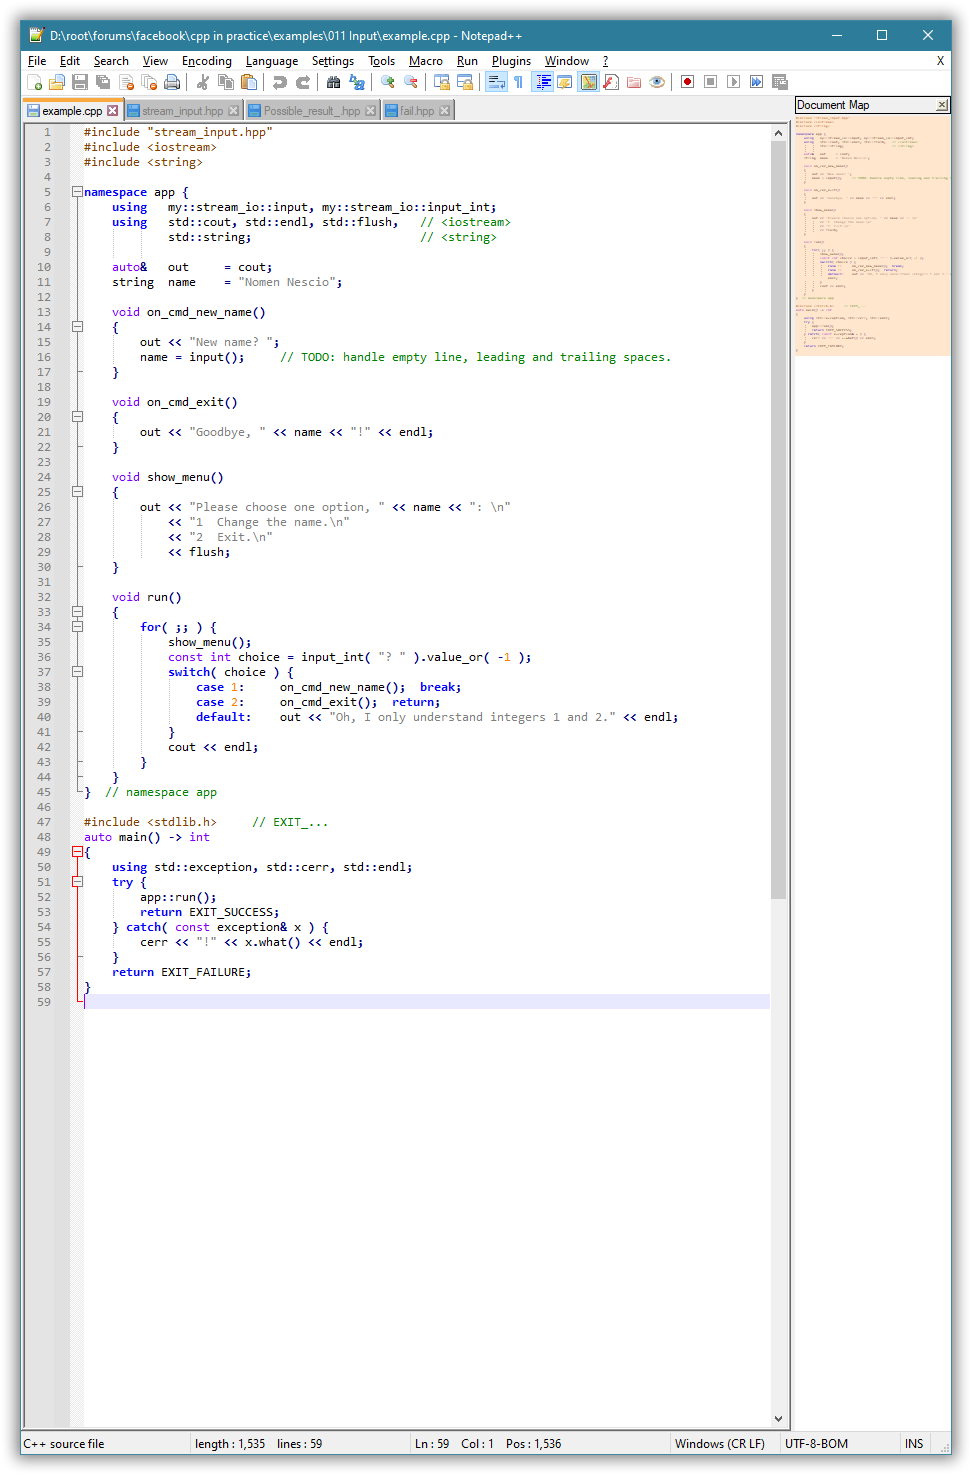 D:\root\forums\facebook\cpp in practice\examples\011 Input\example.cpp - Notepad++
File Edit Search View Encoding Language Settings Tools Macro Run Plugins Window ? X
example.cpp stream_input.hpp Possible_result_.hpp fail.hpp
Document Map
1 #include "stream_input.hpp"
2 #include <iostream>
3 #include <string>
4
5 namespace app {
6     using   my::stream_io::input, my::stream_io::input_int;
7     using   std::cout, std::endl, std::flush,   // <iostream>
8             std::string;                        // <string>
9
10     auto&   out     = cout;
11     string  name    = "Nomen Nescio";
12
13     void on_cmd_new_name()
14     {
15         out << "New name? ";
16         name = input();     // TODO: handle empty line, leading and trailing spaces.
17     }
18
19     void on_cmd_exit()
20     {
21         out << "Goodbye, " << name << "!" << endl;
22     }
23
24     void show_menu()
25     {
26         out << "Please choose one option, " << name << ": \n"
27             << "1  Change the name.\n"
28             << "2  Exit.\n"
29             << flush;
30     }
31
32     void run()
33     {
34         for( ;; ) {
35             show_menu();
36             const int choice = input_int( "? " ).value_or( -1 );
37             switch( choice ) {
38                 case 1:     on_cmd_new_name();  break;
39                 case 2:     on_cmd_exit();  return;
40                 default:    out << "Oh, I only understand integers 1 and 2." << endl;
41             }
42             cout << endl;
43         }
44     }
45 }  // namespace app
46
47 #include <stdlib.h>     // EXIT_...
48 auto main() -> int
49 {
50     using std::exception, std::cerr, std::endl;
51     try {
52         app::run();
53         return EXIT_SUCCESS;
54     } catch( const exception& x ) {
55         cerr << "!" << x.what() << endl;
56     }
57     return EXIT_FAILURE;
58 }
59
C++ source file length : 1,535 lines : 59 Ln : 59 Col : 1 Pos : 1,536 Windows (CR LF) UTF-8-BOM INS